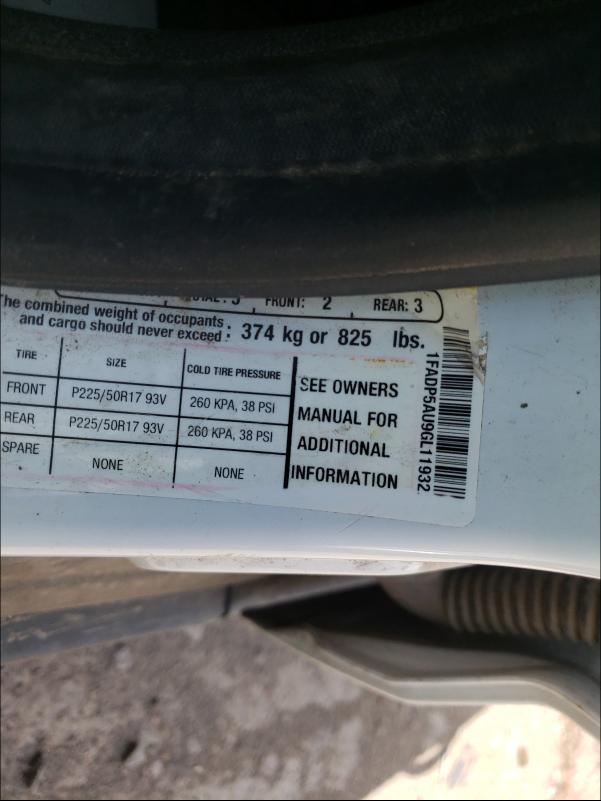 FRONT: 2 REAR: 3
The combined weight of occupants
and cargo should never exceed : 374 kg or 825 lbs.
TIRE SIZE COLD TIRE PRESSURE
FRONT P225/50R17 93V 260 KPA, 38 PSI
REAR P225/50R17 93V 260 KPA, 38 PSI
SPARE NONE NONE
SEE OWNERS
MANUAL FOR
ADDITIONAL
INFORMATION
1FADP5AU9GL11932